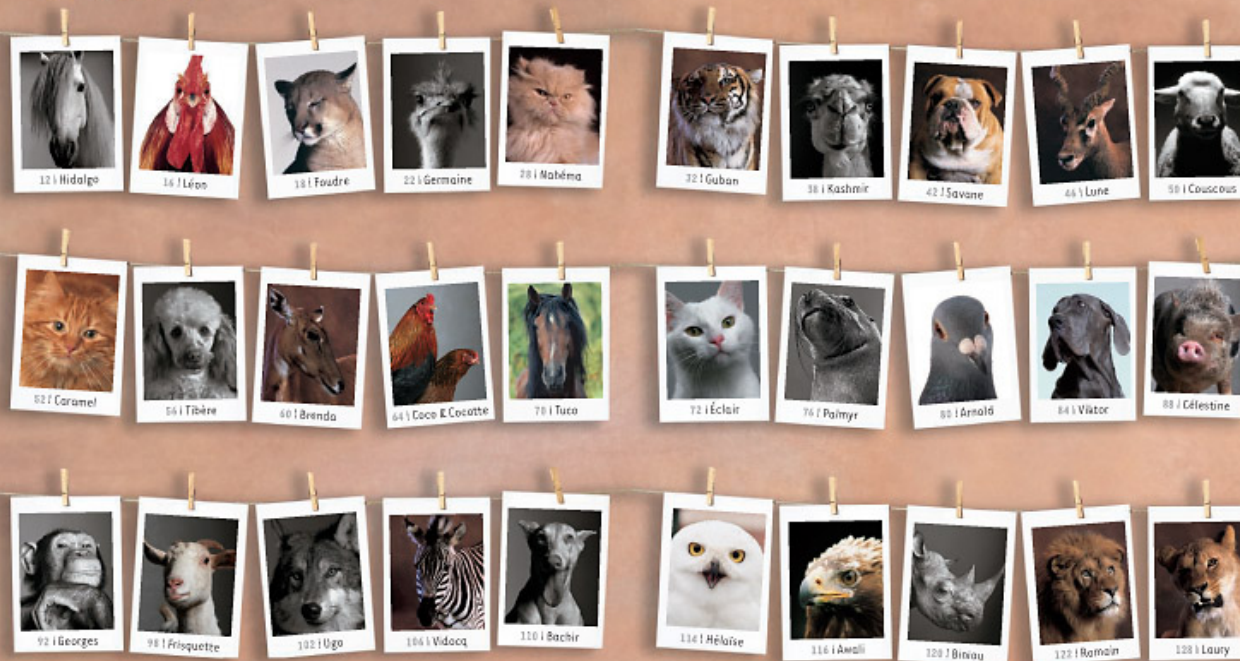 12 \ Hidalgo
16 ! Léon
18 ! Foudre
22 i Germaine
28 i Nahéma
32 ! Guban
38 i Kashmir
42 ! Savane
46 \ Lune
50 i Couscous
52 ! Caramel
56 i Tibère
60 ! Brenda
64 \ Coco & Cocotte
70 ! Tuco
72 i Éclair
76 ! Palmyr
80 ! Arnold
84 \ Viktor
88 ! Célestine
92 i Georges
98 ! Frisquette
102 ! Ugo
106 \ Vidocq
110 i Bachir
114 ! Héloïse
116 i Awali
120 ! Biniou
122 ! Romain
128 \ Laury